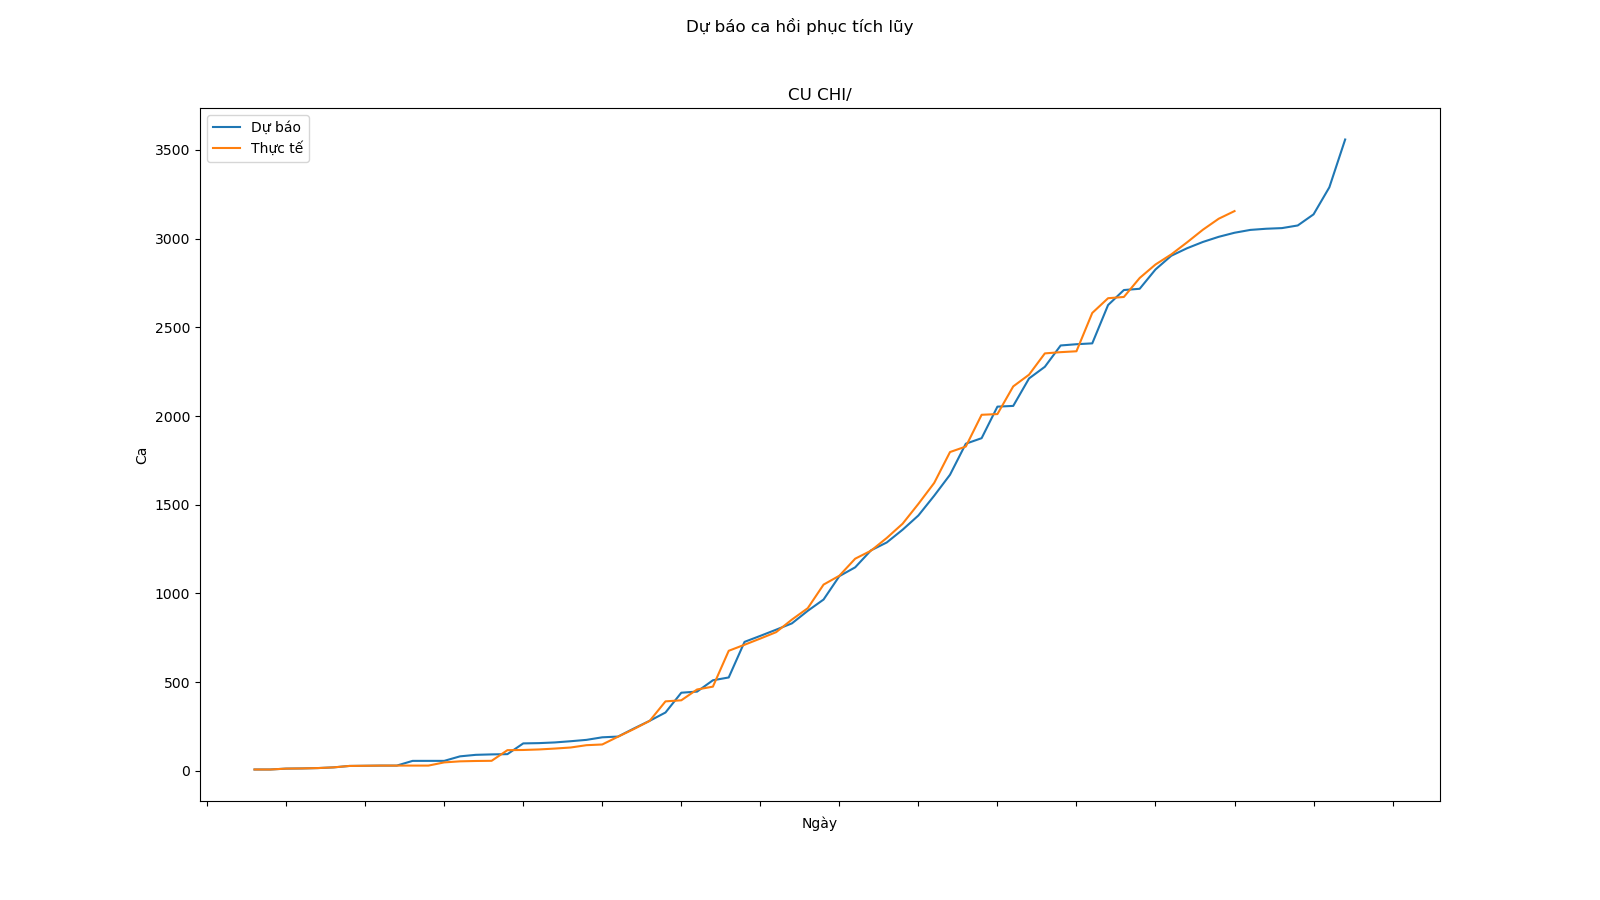 Dự báo ca hồi phục tích lũy
CU CHI/
Dự báo
Thực tế
3500
3000
2500
2000
1500
1000
500
0
Ca
Ngày